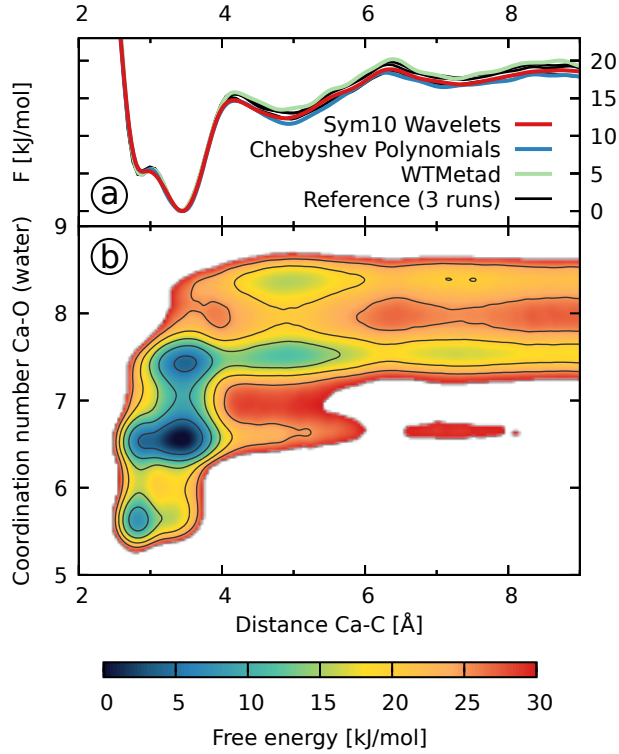 2 4 6 8
F [kJ/mol]
20
15
10
5
0
Sym10 Wavelets
Chebyshev Polynomials
WTMetad
Reference (3 runs)
a
b
Coordination number Ca-O (water)
9
8
7
6
5
2 4 6 8
Distance Ca-C [Å]
0 5 10 15 20 25 30
Free energy [kJ/mol]